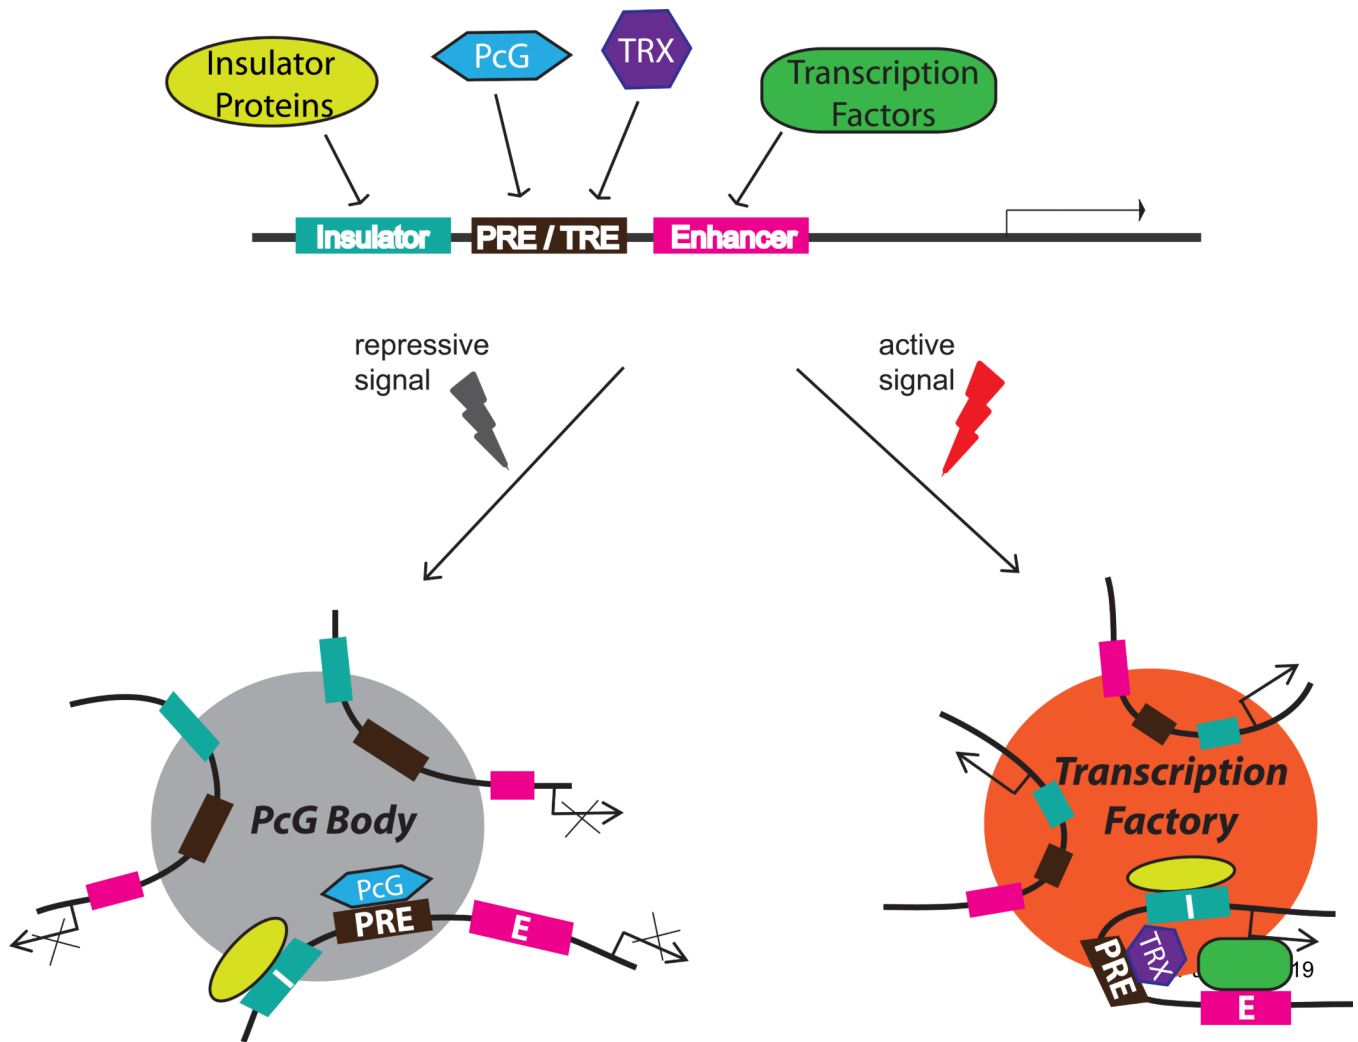 Insulator
Proteins
PcG
TRX
Transcription
Factors
Insulator
PRE / TRE
Enhancer
repressive
signal
active
signal
PcG Body
PcG
PRE
E
I
Transcription
Factory
I
PRE
TRX
19
E